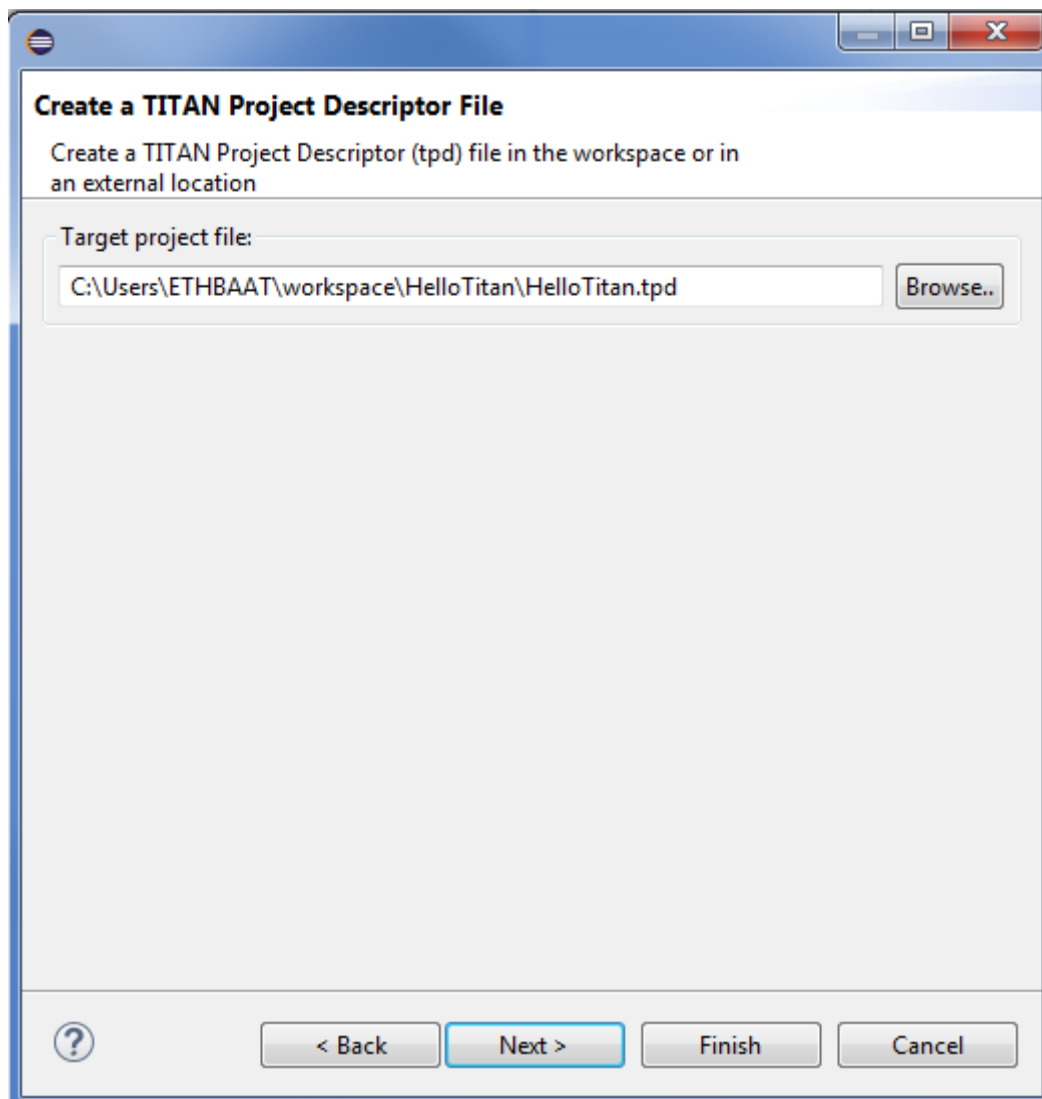 Create a TITAN Project Descriptor File
Create a TITAN Project Descriptor (tpd) file in the workspace or in
an external location
Target project file:
C:\Users\ETHBAAT\workspace\HelloTitan\HelloTitan.tpd
Browse..
?
< Back
Next >
Finish
Cancel